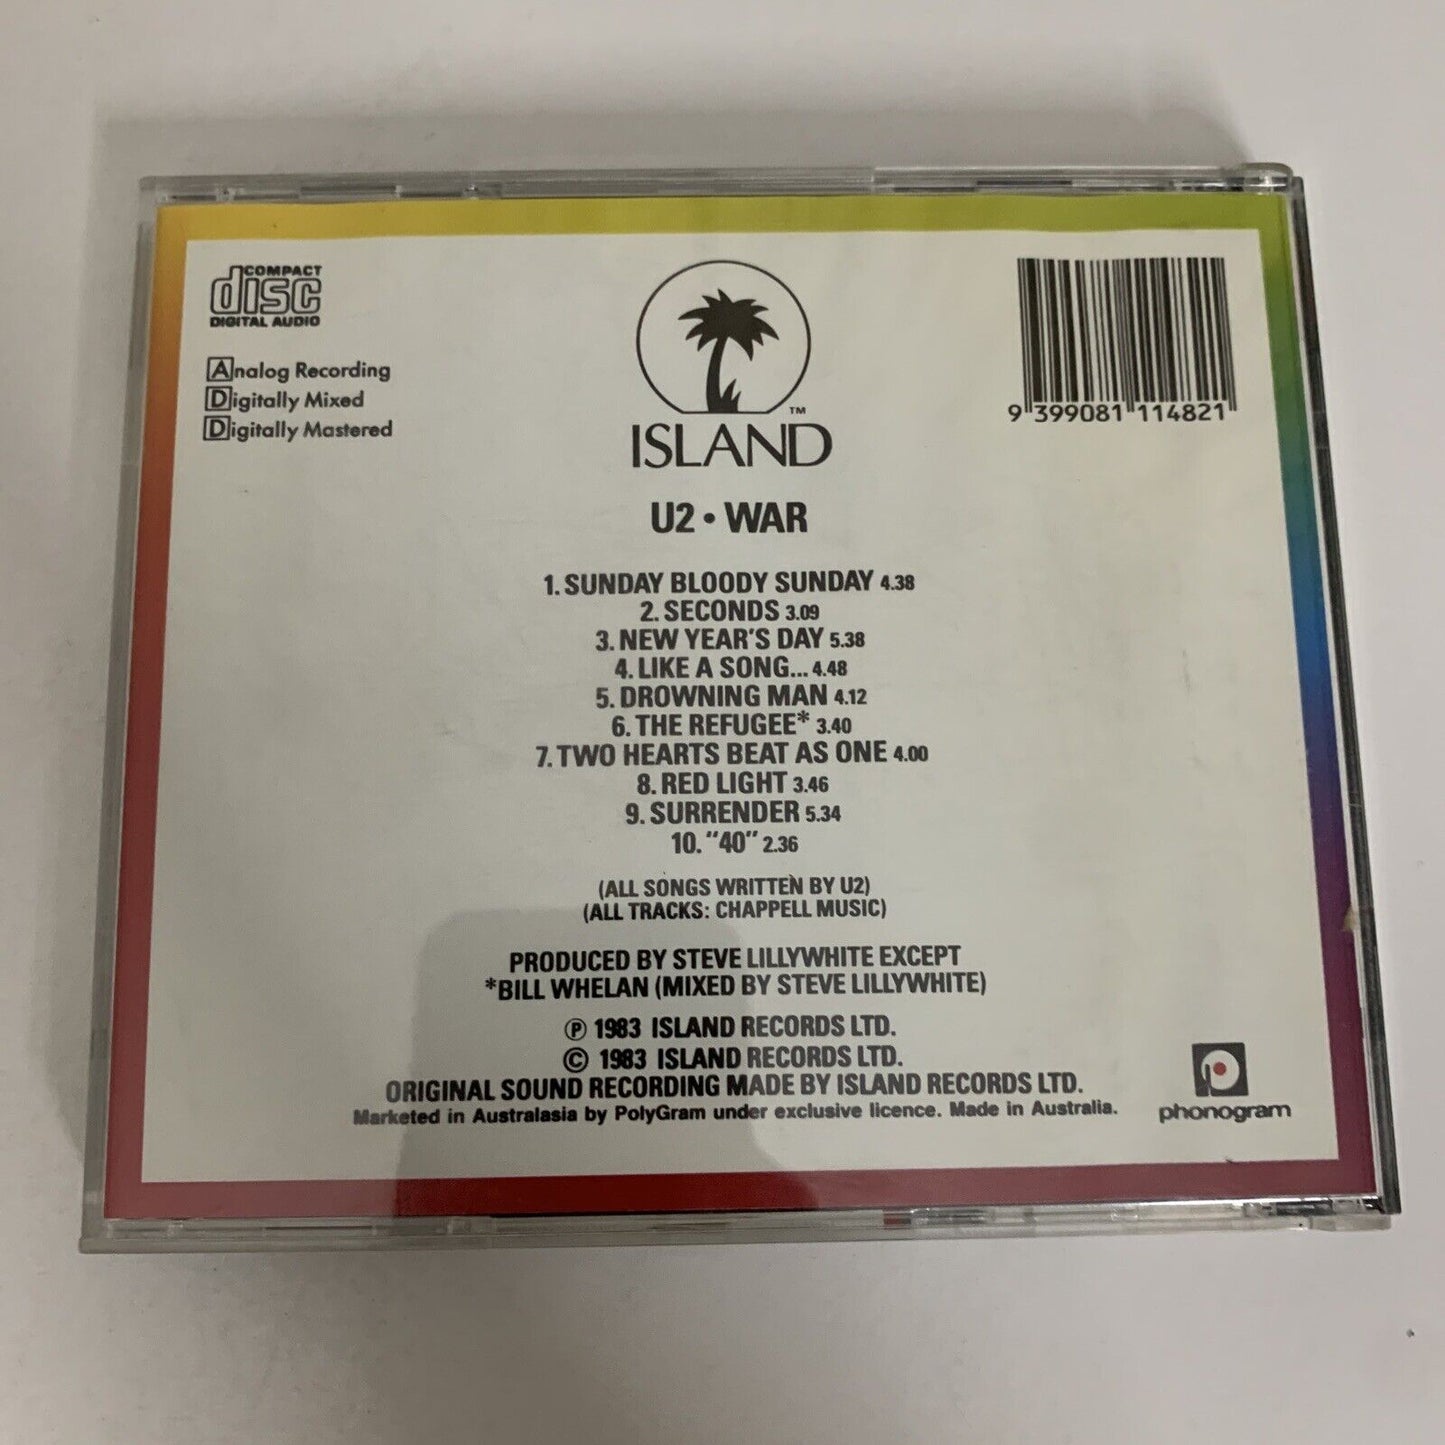 COMPACT
disc
DIGITAL AUDIO
Analog Recording
Digitally Mixed
Digitally Mastered
TM
ISLAND
9 399081 114821
U2 • WAR
1. SUNDAY BLOODY SUNDAY 4.38
2. SECONDS 3.09
3. NEW YEAR'S DAY 5.38
4. LIKE A SONG... 4.48
5. DROWNING MAN 4.12
6. THE REFUGEE* 3.40
7. TWO HEARTS BEAT AS ONE 4.00
8. RED LIGHT 3.46
9. SURRENDER 5.34
10. "40" 2.36
(ALL SONGS WRITTEN BY U2)
(ALL TRACKS: CHAPPELL MUSIC)
PRODUCED BY STEVE LILLYWHITE EXCEPT
*BILL WHELAN (MIXED BY STEVE LILLYWHITE)
℗ 1983 ISLAND RECORDS LTD.
© 1983 ISLAND RECORDS LTD.
ORIGINAL SOUND RECORDING MADE BY ISLAND RECORDS LTD.
Marketed in Australasia by PolyGram under exclusive licence. Made in Australia.
phonogram